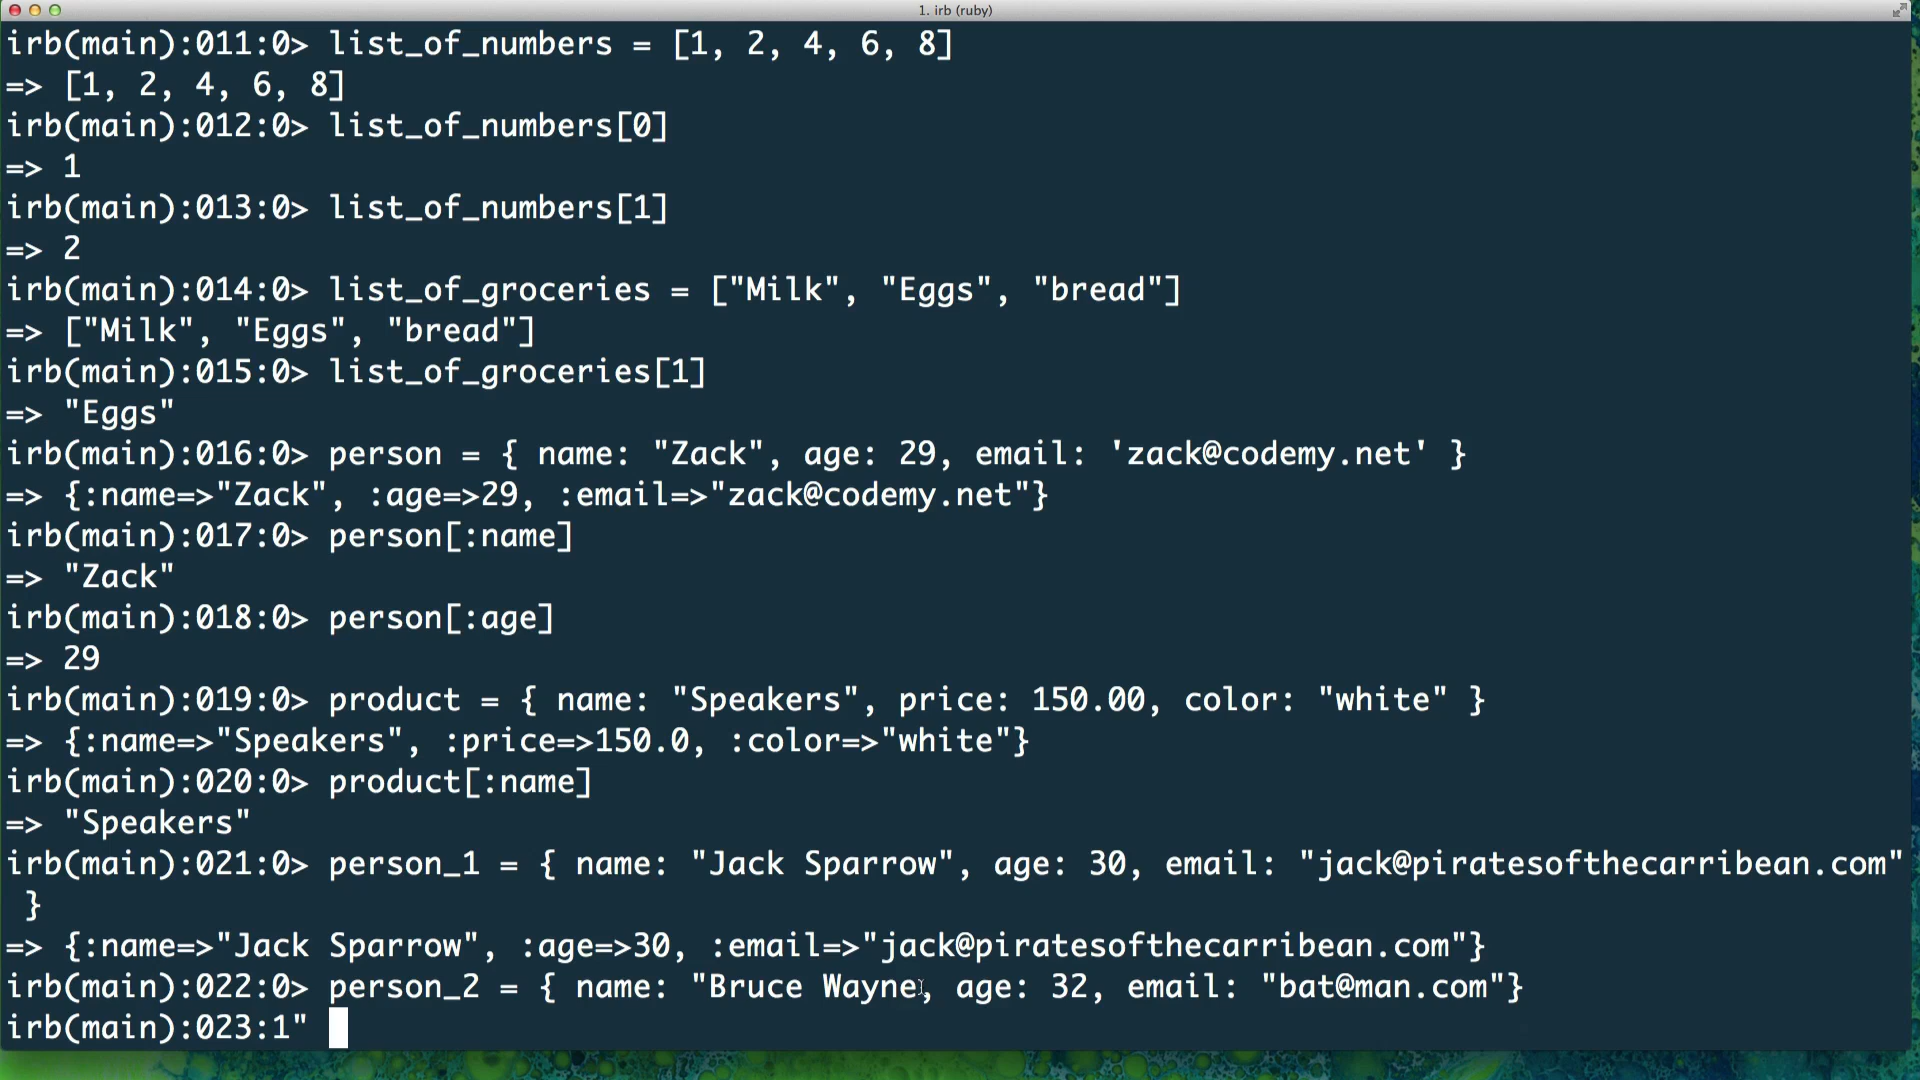 1. irb (ruby)
irb(main):011:0> list_of_numbers = [1, 2, 4, 6, 8]
=> [1, 2, 4, 6, 8]
irb(main):012:0> list_of_numbers[0]
=> 1
irb(main):013:0> list_of_numbers[1]
=> 2
irb(main):014:0> list_of_groceries = ["Milk", "Eggs", "bread"]
=> ["Milk", "Eggs", "bread"]
irb(main):015:0> list_of_groceries[1]
=> "Eggs"
irb(main):016:0> person = { name: "Zack", age: 29, email: 'zack@codemy.net' }
=> {:name=>"Zack", :age=>29, :email=>"zack@codemy.net"}
irb(main):017:0> person[:name]
=> "Zack"
irb(main):018:0> person[:age]
=> 29
irb(main):019:0> product = { name: "Speakers", price: 150.00, color: "white" }
=> {:name=>"Speakers", :price=>150.0, :color=>"white"}
irb(main):020:0> product[:name]
=> "Speakers"
irb(main):021:0> person_1 = { name: "Jack Sparrow", age: 30, email: "jack@piratesofthecarribean.com"
}
=> {:name=>"Jack Sparrow", :age=>30, :email=>"jack@piratesofthecarribean.com"}
irb(main):022:0> person_2 = { name: "Bruce Wayne, age: 32, email: "bat@man.com"}
irb(main):023:1"